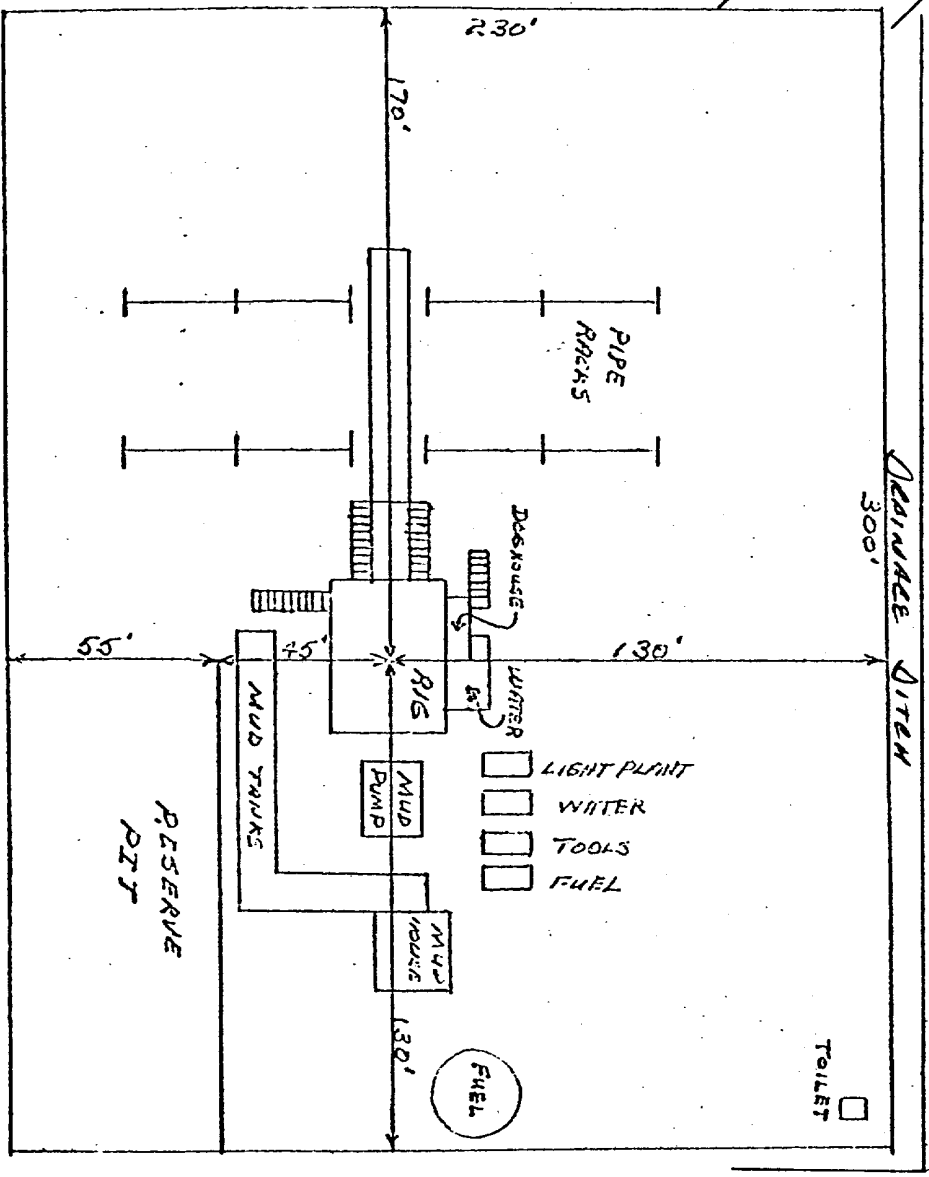 230'
170'
PIPE
RACKS
DRAINAGE DITCH
300'
DOGHOUSE
55'
45'
130'
RIG
WATER
MUD TANKS
MUD
PUMP
LIGHT PLANT
WATER
TOOLS
FUEL
RESERVE
PIT
MUD
HOUSE
130'
FUEL
TOILET